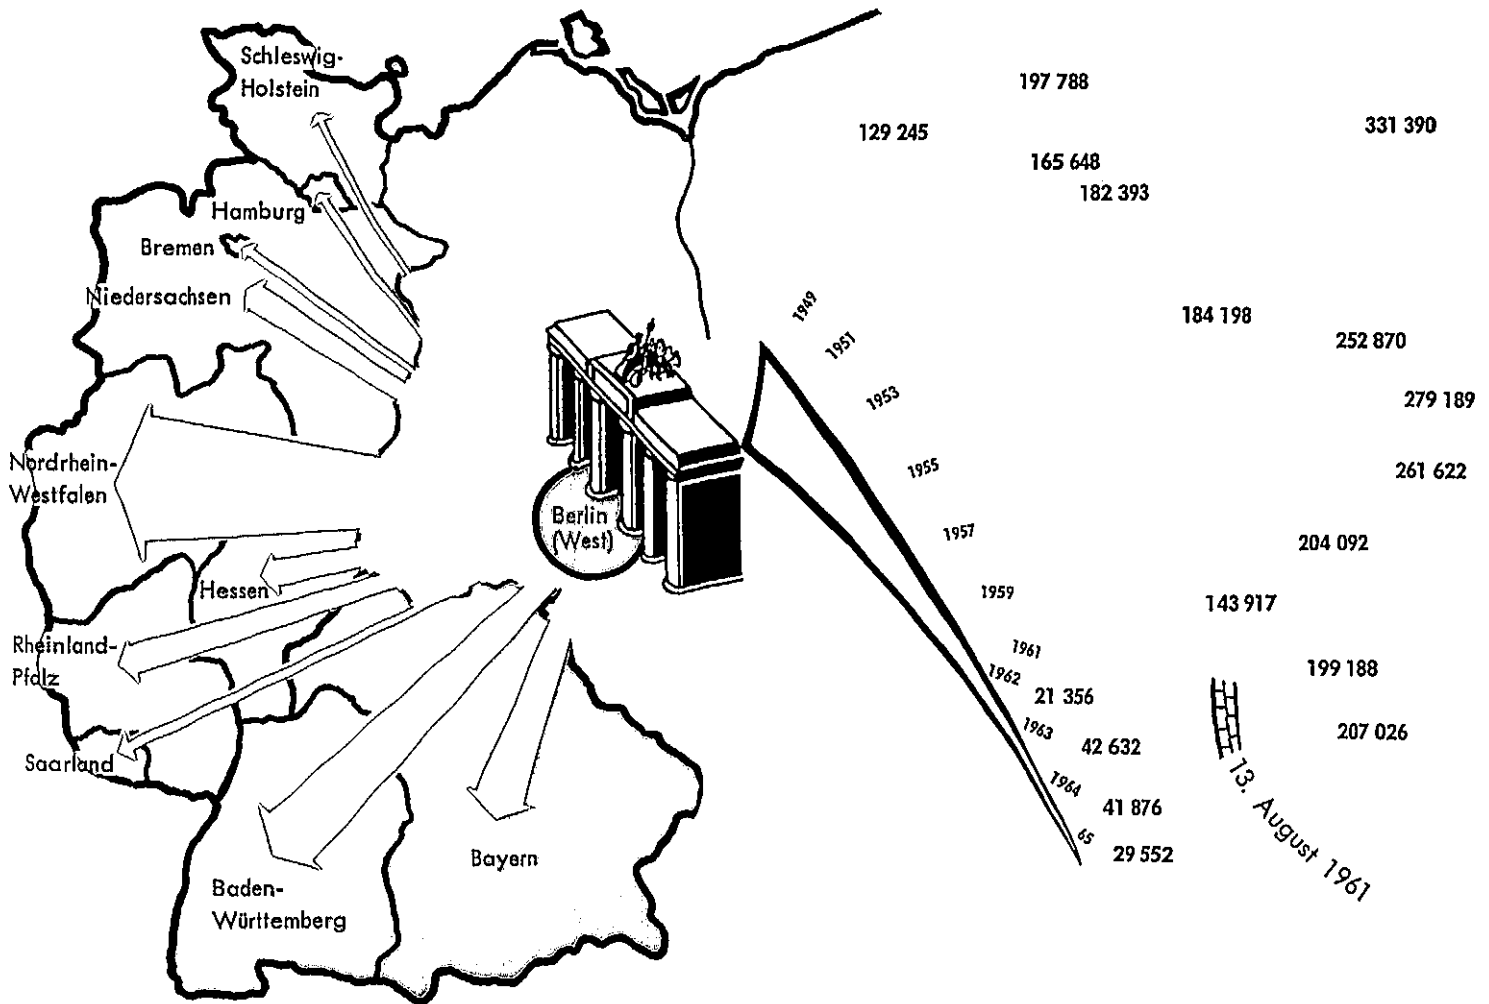 Schleswig-
Holstein
Hamburg
Bremen
Niedersachsen
Nordrhein-
Westfalen
Hessen
Rheinland-
Pfalz
Saarland
Baden-
Württemberg
Bayern
Berlin
(West)
1949
1951
1953
1955
1957
1959
1961
1962
1963
1964
65
129 245
197 788
165 648
182 393
331 390
184 198
252 870
279 189
261 622
204 092
143 917
199 188
207 026
21 356
42 632
41 876
29 552
13. August 1961